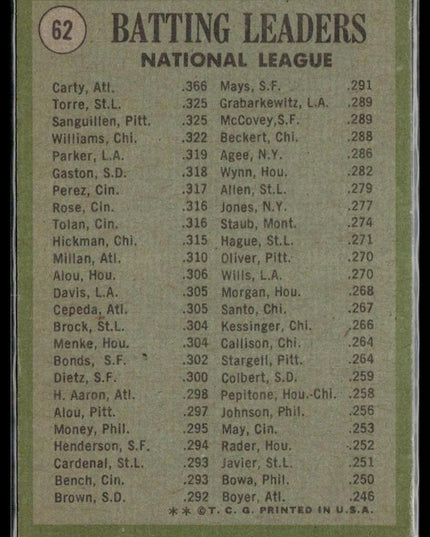 62 BATTING LEADERS
NATIONAL LEAGUE
Carty, Atl. .366
Torre, St.L. .325
Sanguillen, Pitt. .325
Williams, Chi. .322
Parker, L.A. .319
Gaston, S.D. .318
Perez, Cin. .317
Rose, Cin. .316
Tolan, Cin. .316
Hickman, Chi. .315
Millan, Atl. .310
Alou, Hou. .306
Davis, L.A. .305
Cepeda, Atl. .305
Brock, St.L. .304
Menke, Hou. .304
Bonds, S.F. .302
Dietz, S.F. .300
H. Aaron, Atl. .298
Alou, Pitt. .297
Money, Phil. .295
Henderson, S.F. .294
Cardenal, St.L. .293
Bench, Cin. .293
Brown, S.D. .292
Mays, S.F. .291
Grabarkewitz, L.A. .289
McCovey,S.F. .289
Beckert, Chi. .288
Agee, N.Y. .286
Wynn, Hou. .282
Allen, St.L. .279
Jones, N.Y. .277
Staub, Mont. .274
Hague, St.L. .271
Oliver, Pitt. .270
Wills, L.A. .270
Morgan, Hou. .268
Santo, Chi. .267
Kessinger, Chi. .266
Callison, Chi. .264
Stargell, Pitt. .264
Colbert, S.D. .259
Pepitone, Hou.-Chi. .258
Johnson, Phil. .256
May, Cin. .253
Rader, Hou. .252
Javier, St.L. .251
Bowa, Phil. .250
Boyer, Atl. .246
** ©T. C. G. PRINTED IN U.S.A.